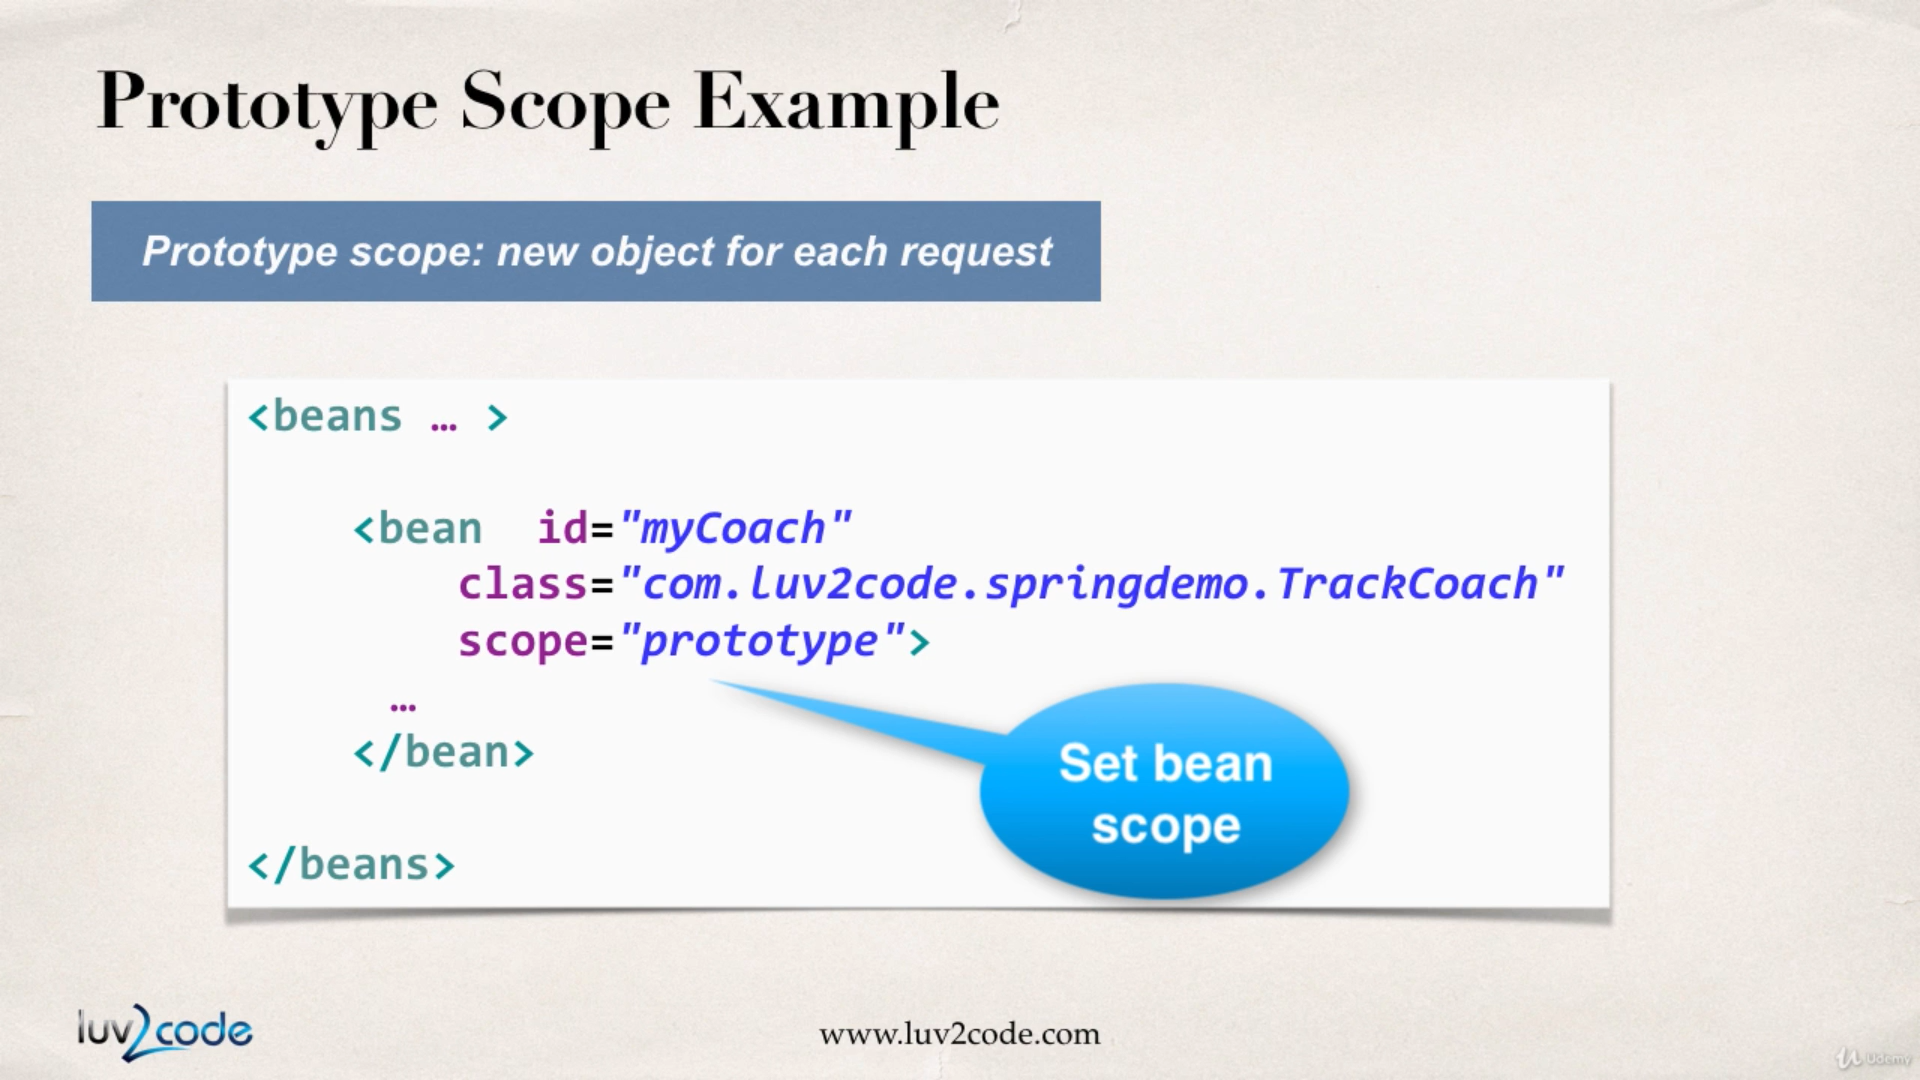 Prototype Scope Example
Prototype scope: new object for each request
<beans … >
<bean id="myCoach"
class="com.luv2code.springdemo.TrackCoach"
scope="prototype">
…
</bean>
</beans>
Set bean
scope
luv2code
www.luv2code.com
Udemy